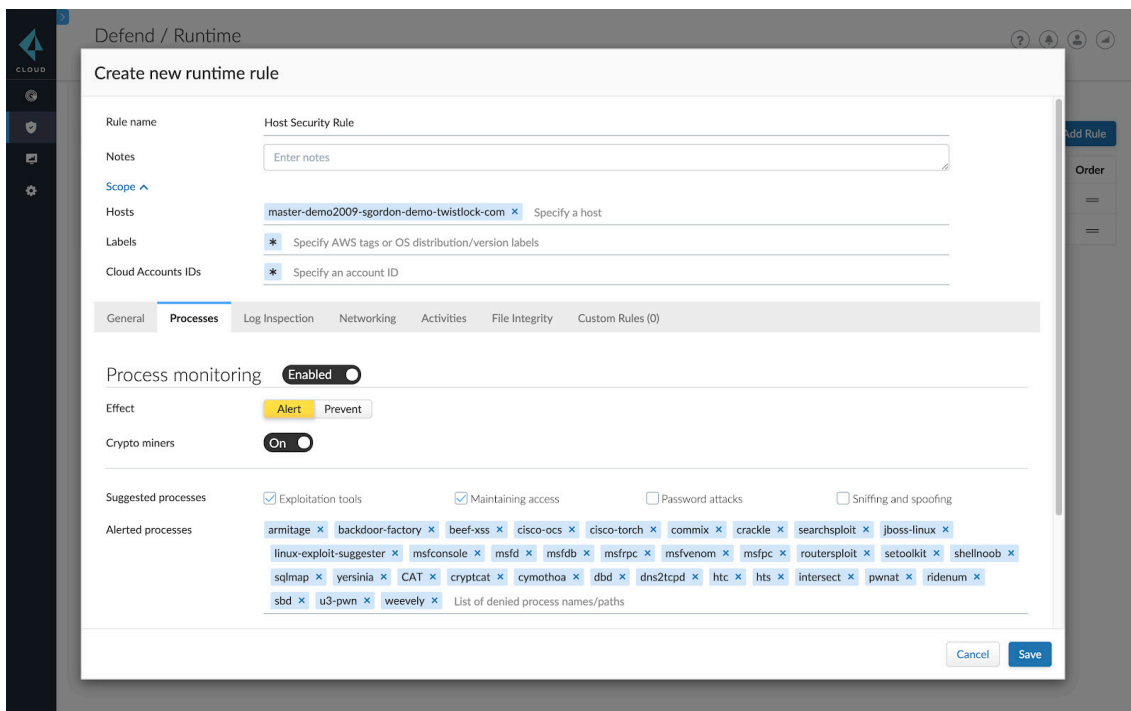 Defend / Runtime
CLOUD
Create new runtime rule
Rule name Host Security Rule
Add Rule
Notes Enter notes
Order
Scope
Hosts master-demo2009-sgordon-demo-twistlock-com × Specify a host
Labels * Specify AWS tags or OS distribution/version labels
Cloud Accounts IDs * Specify an account ID
General Processes Log Inspection Networking Activities File Integrity Custom Rules (0)
Process monitoring Enabled
Effect Alert Prevent
Crypto miners On
Suggested processes Exploitation tools Maintaining access Password attacks Sniffing and spoofing
Alerted processes armitage × backdoor-factory × beef-xss × cisco-ocs × cisco-torch × commix × crackle × searchsploit × jboss-linux ×
linux-exploit-suggester × msfconsole × msfd × msfdb × msfrpc × msfvenom × msfpc × routersploit × setoolkit × shellnoob ×
sqlmap × yersinia × CAT × cryptcat × cymothoa × dbd × dns2tcpd × htc × hts × intersect × pwnat × ridenum ×
sbd × u3-pwn × weevely × List of denied process names/paths
Cancel Save